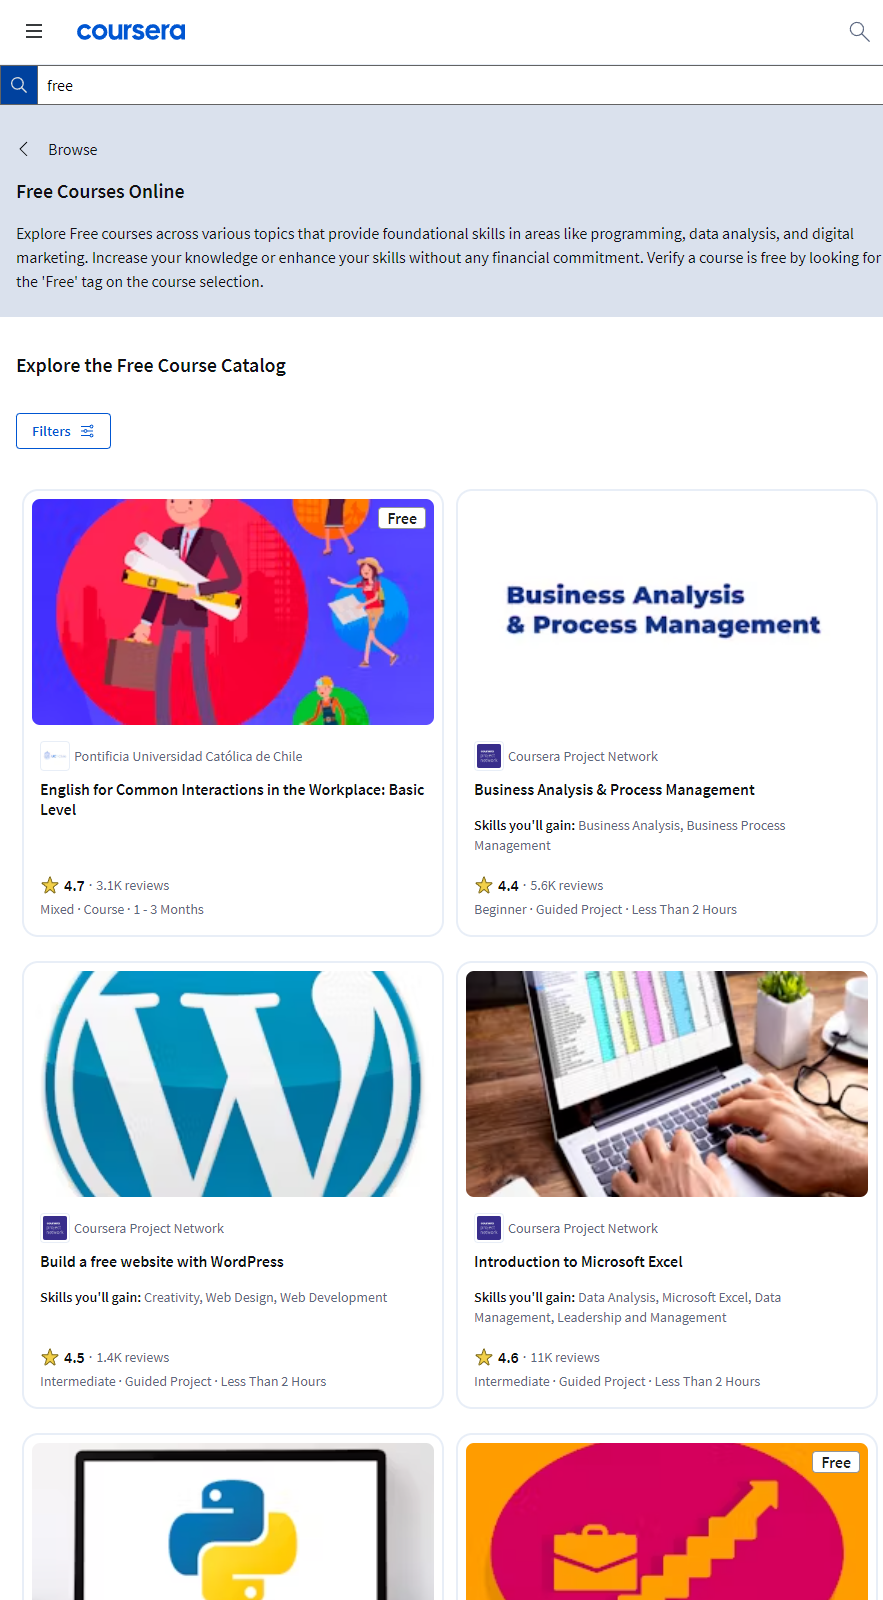 coursera
free
Browse
Free Courses Online
Explore Free courses across various topics that provide foundational skills in areas like programming, data analysis, and digital
marketing. Increase your knowledge or enhance your skills without any financial commitment. Verify a course is free by looking for
the 'Free' tag on the course selection.
Explore the Free Course Catalog
Filters
Free
Pontificia Universidad Católica de Chile
English for Common Interactions in the Workplace: Basic
Level
4.7 · 3.1K reviews
Mixed · Course · 1 - 3 Months
Business Analysis
& Process Management
coursera
project
network
Coursera Project Network
Business Analysis & Process Management
Skills you'll gain: Business Analysis, Business Process
Management
4.4 · 5.6K reviews
Beginner · Guided Project · Less Than 2 Hours
coursera
project
network
Coursera Project Network
Build a free website with WordPress
Skills you'll gain: Creativity, Web Design, Web Development
4.5 · 1.4K reviews
Intermediate · Guided Project · Less Than 2 Hours
coursera
project
network
Coursera Project Network
Introduction to Microsoft Excel
Skills you'll gain: Data Analysis, Microsoft Excel, Data
Management, Leadership and Management
4.6 · 11K reviews
Intermediate · Guided Project · Less Than 2 Hours
Free